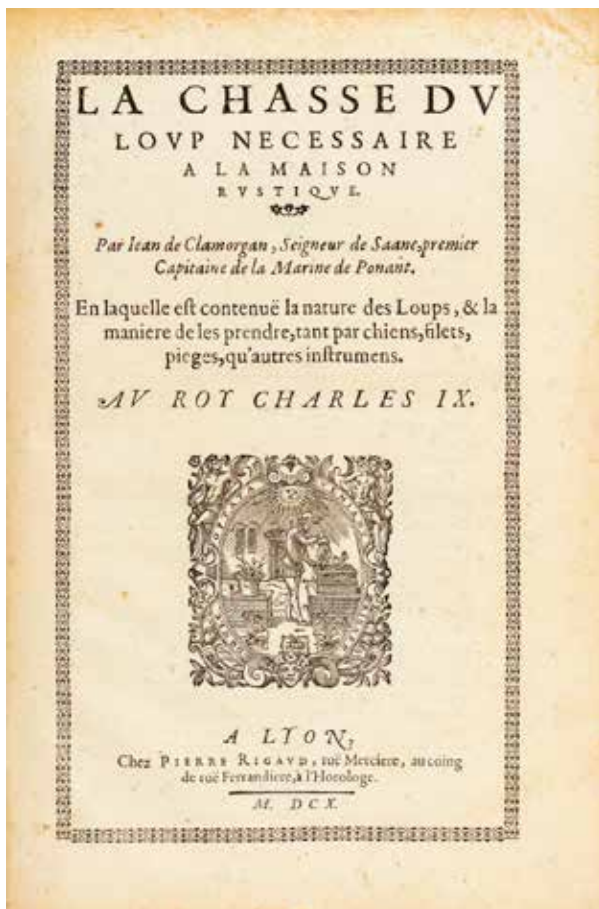 LA CHASSE DV
LOVP NECESSAIRE
A LA MAISON
RVSTIQVE.
Par Iean de Clamorgan, Seigneur de Saane, premier
Capitaine de la Marine de Ponant.
En laquelle eſt contenuë la nature des Loups, & la
maniere de les prendre, tant par chiens, filets,
pieges, qu'autres inſtrumens.
AV ROY CHARLES IX.
A LYON,
Chez PIERRE RIGAVD, ruë Merciere, au coing
de ruë Ferrandiere, à l'Horologe.
M. DCX.